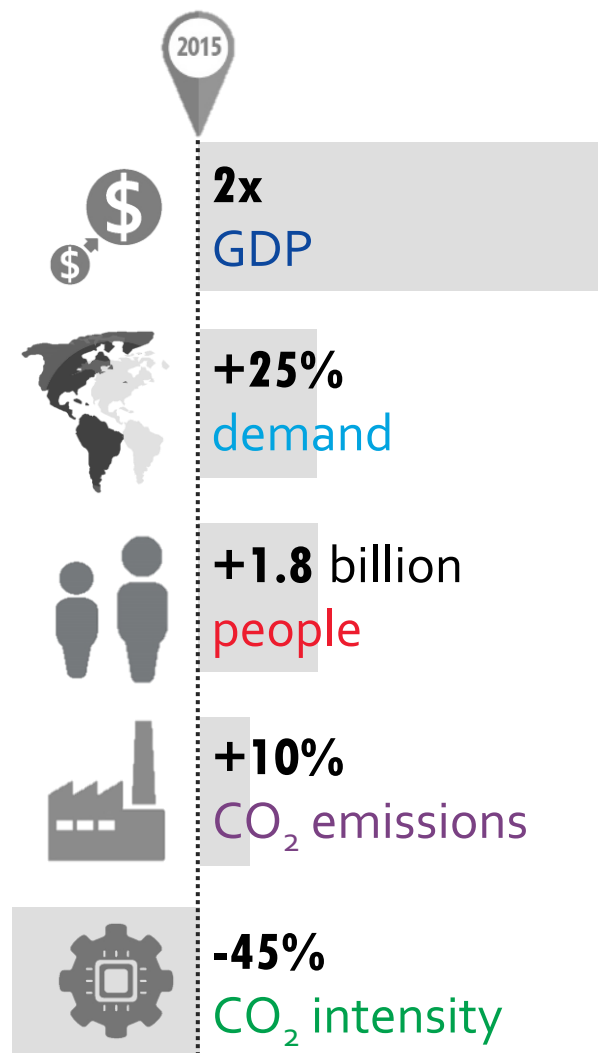 2015
$
$
2x
GDP
+25%
demand
+1.8 billion
people
+10%
CO₂ emissions
-45%
CO₂ intensity